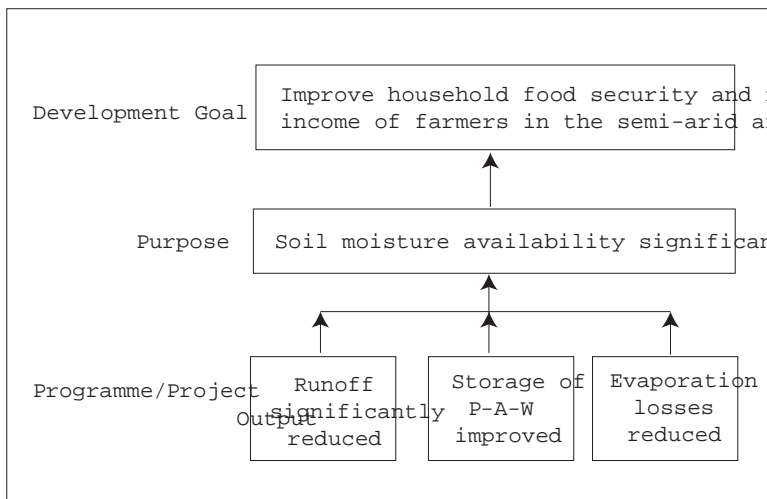 Development Goal
Improve household food security and
income of farmers in the semi-arid
Purpose
Soil moisture availability
Programme/Project
Output
Runoff
significantly
reduced
Storage of
P-A-W
improved
Evaporation
losses
reduced